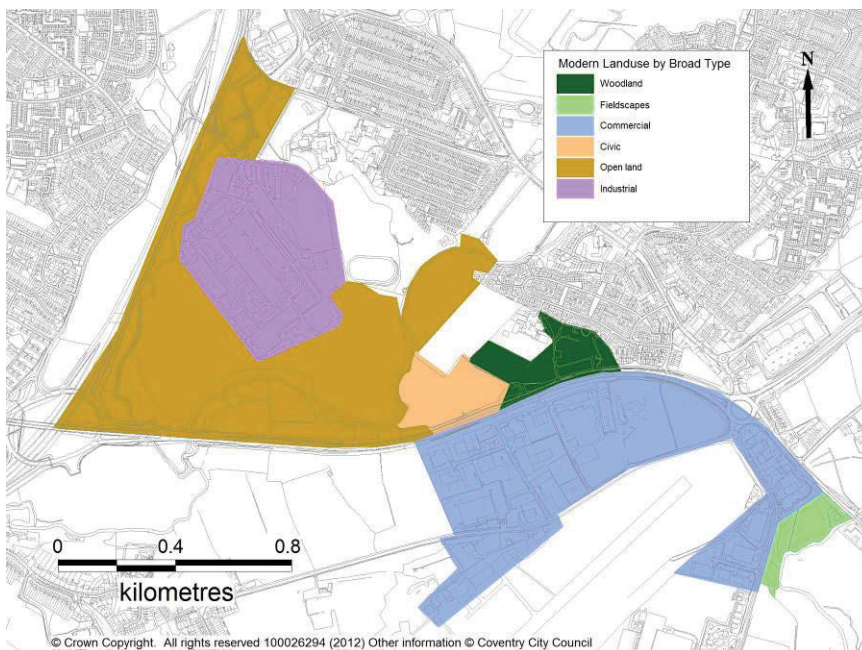 Modern Landuse by Broad Type
Woodland
Fieldscapes
Commercial
Civic
Open land
Industrial
N
0 0.4 0.8
kilometres
© Crown Copyright. All rights reserved 100026294 (2012) Other information © Coventry City Council